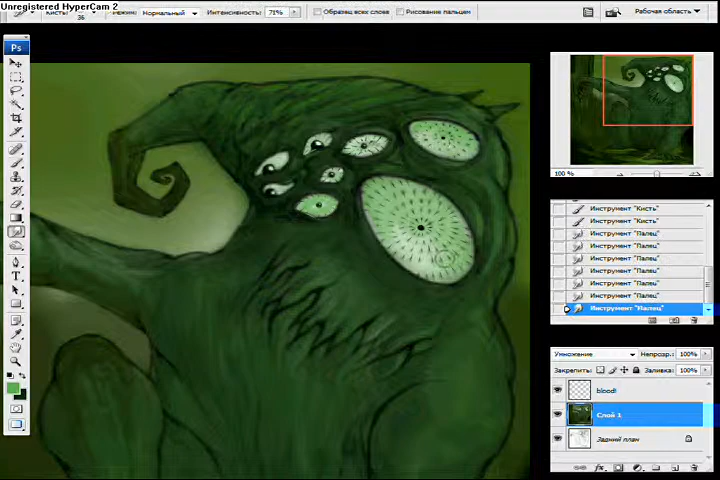 Unregistered HyperCam 2
Кисть: 36 Режим: Нормальный Интенсивность: 71% Образец всех слоев Рисование пальцем Рабочая область
Ps
100 %
Инструмент "Кисть"
Инструмент "Кисть"
Инструмент "Палец"
Инструмент "Палец"
Инструмент "Палец"
Инструмент "Палец"
Инструмент "Палец"
Инструмент "Палец"
Инструмент "Палец"
Умножение Непрозр.: 100%
Закрепить: Заливка: 100%
blood!
Слой 1
Задний план
T
fx